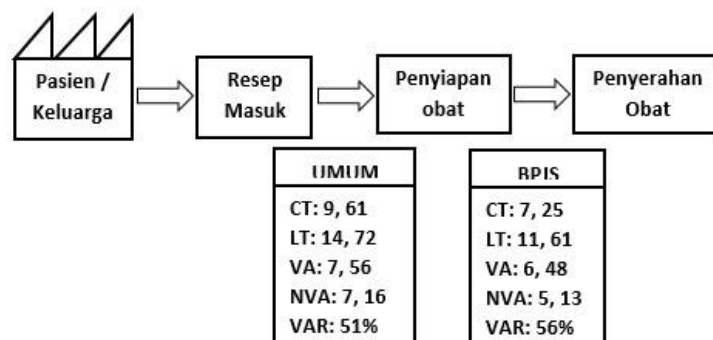 Pasien /
Keluarga
Resep
Masuk
Penyiapan
obat
Penyerahan
Obat
UMUM
CT: 9, 61
LT: 14, 72
VA: 7, 56
NVA: 7, 16
VAR: 51%
BPJS
CT: 7, 25
LT: 11, 61
VA: 6, 48
NVA: 5, 13
VAR: 56%